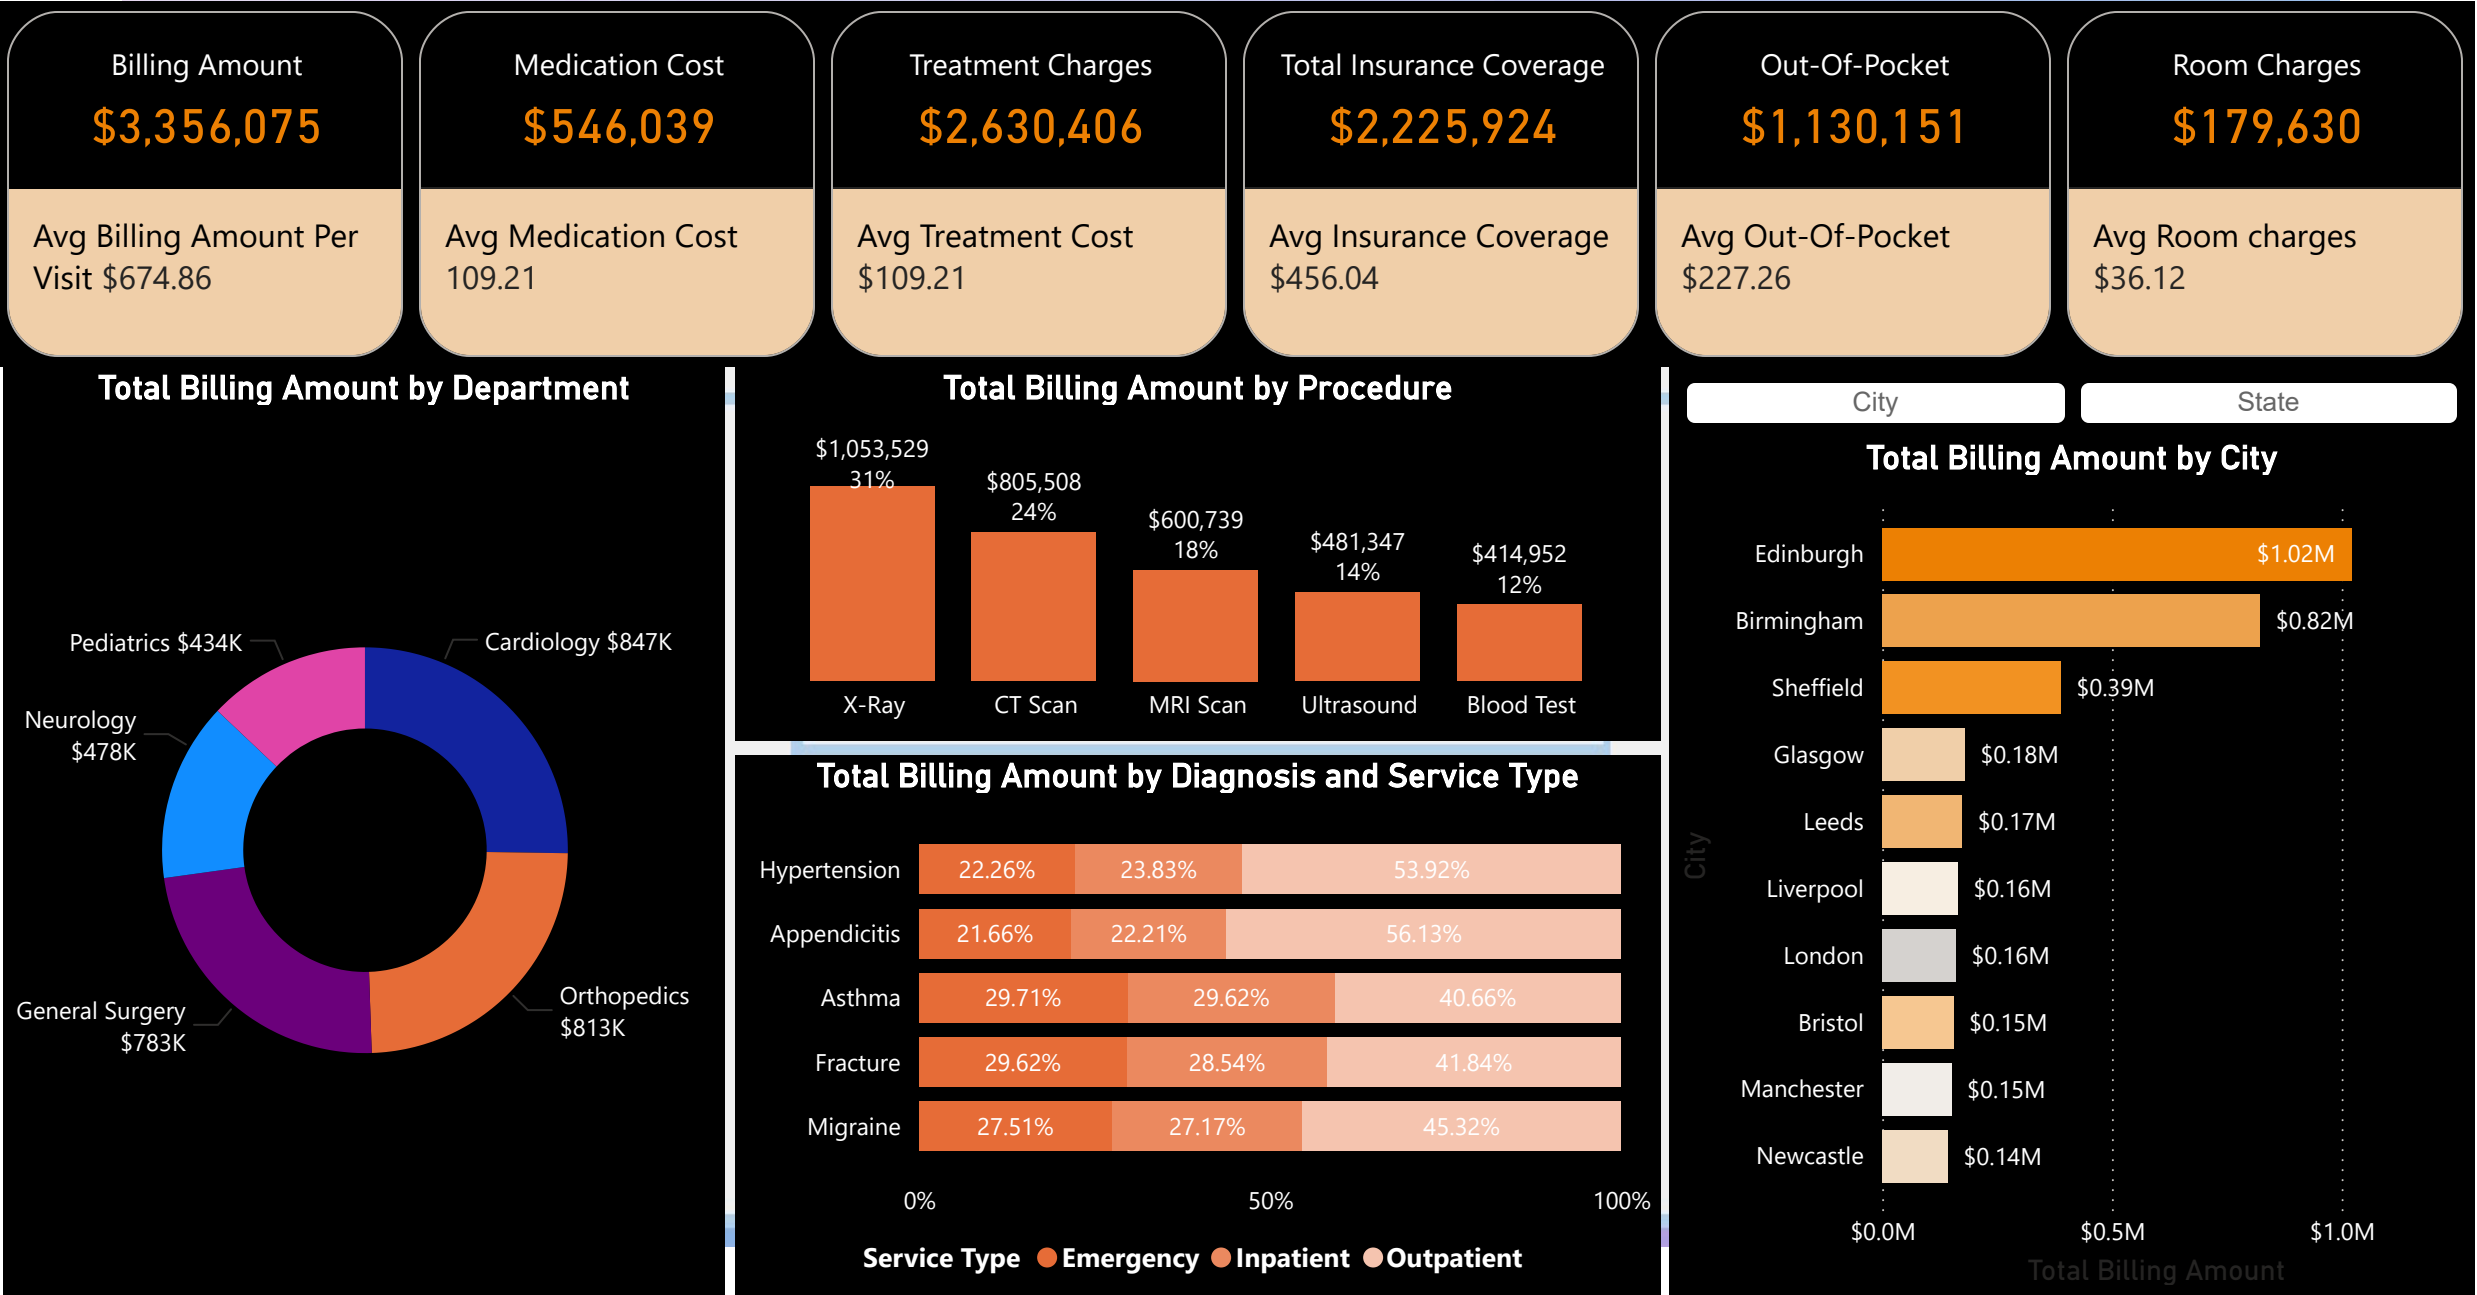 Billing Amount
$3,356,075
Avg Billing Amount Per
Visit $674.86
Medication Cost
$546,039
Avg Medication Cost
109.21
Treatment Charges
$2,630,406
Avg Treatment Cost
$109.21
Total Insurance Coverage
$2,225,924
Avg Insurance Coverage
$456.04
Out-Of-Pocket
$1,130,151
Avg Out-Of-Pocket
$227.26
Room Charges
$179,630
Avg Room charges
$36.12
Total Billing Amount by Department
Pediatrics $434K
Cardiology $847K
Neurology
$478K
General Surgery
$783K
Orthopedics
$813K
Total Billing Amount by Procedure
$1,053,529
31%
$805,508
24%
$600,739
18%
$481,347
14%
$414,952
12%
X-Ray
CT Scan
MRI Scan
Ultrasound
Blood Test
Total Billing Amount by Diagnosis and Service Type
Hypertension 22.26% 23.83% 53.92%
Appendicitis 21.66% 22.21% 56.13%
Asthma 29.71% 29.62% 40.66%
Fracture 29.62% 28.54% 41.84%
Migraine 27.51% 27.17% 45.32%
0% 50% 100%
Service Type Emergency Inpatient Outpatient
City
State
Total Billing Amount by City
City
Edinburgh $1.02M
Birmingham $0.82M
Sheffield $0.39M
Glasgow $0.18M
Leeds $0.17M
Liverpool $0.16M
London $0.16M
Bristol $0.15M
Manchester $0.15M
Newcastle $0.14M
$0.0M $0.5M $1.0M
Total Billing Amount